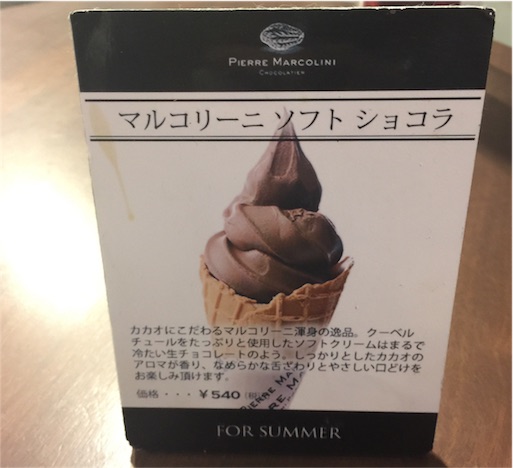 PIERRE MARCOLINI
CHOCOLATIER
マルコリーニ ソフト ショコラ
カカオにこだわるマルコリーニ渾身の逸品。クーベル
チュールをたっぷりと使用したソフトクリームはまるで
冷たい生チョコレートのよう。しっかりとしたカカオの
アロマが香り、なめらかな舌ざわりとやさしい口どけを
お楽しみ頂けます。
価格・・・￥540
PIERRE MA
FOR SUMMER